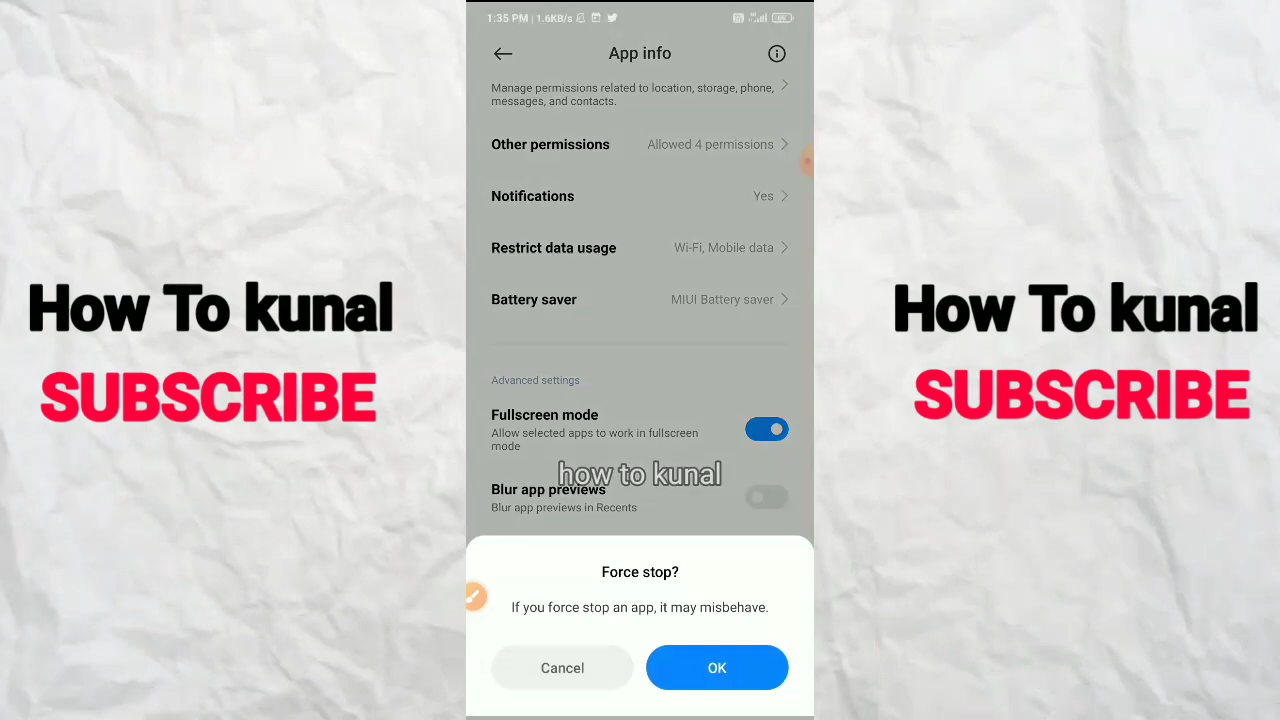 How To kunal
SUBSCRIBE
1:35 PM | 1.6KB/s
App info
Manage permissions related to location, storage, phone,
messages, and contacts.
Other permissions Allowed 4 permissions
Notifications Yes
Restrict data usage Wi-Fi, Mobile data
Battery saver MIUI Battery saver
Advanced settings
Fullscreen mode
Allow selected apps to work in fullscreen
mode
how to kunal
Blur app previews
Blur app previews in Recents
Force stop?
If you force stop an app, it may misbehave.
Cancel OK
How To kunal
SUBSCRIBE